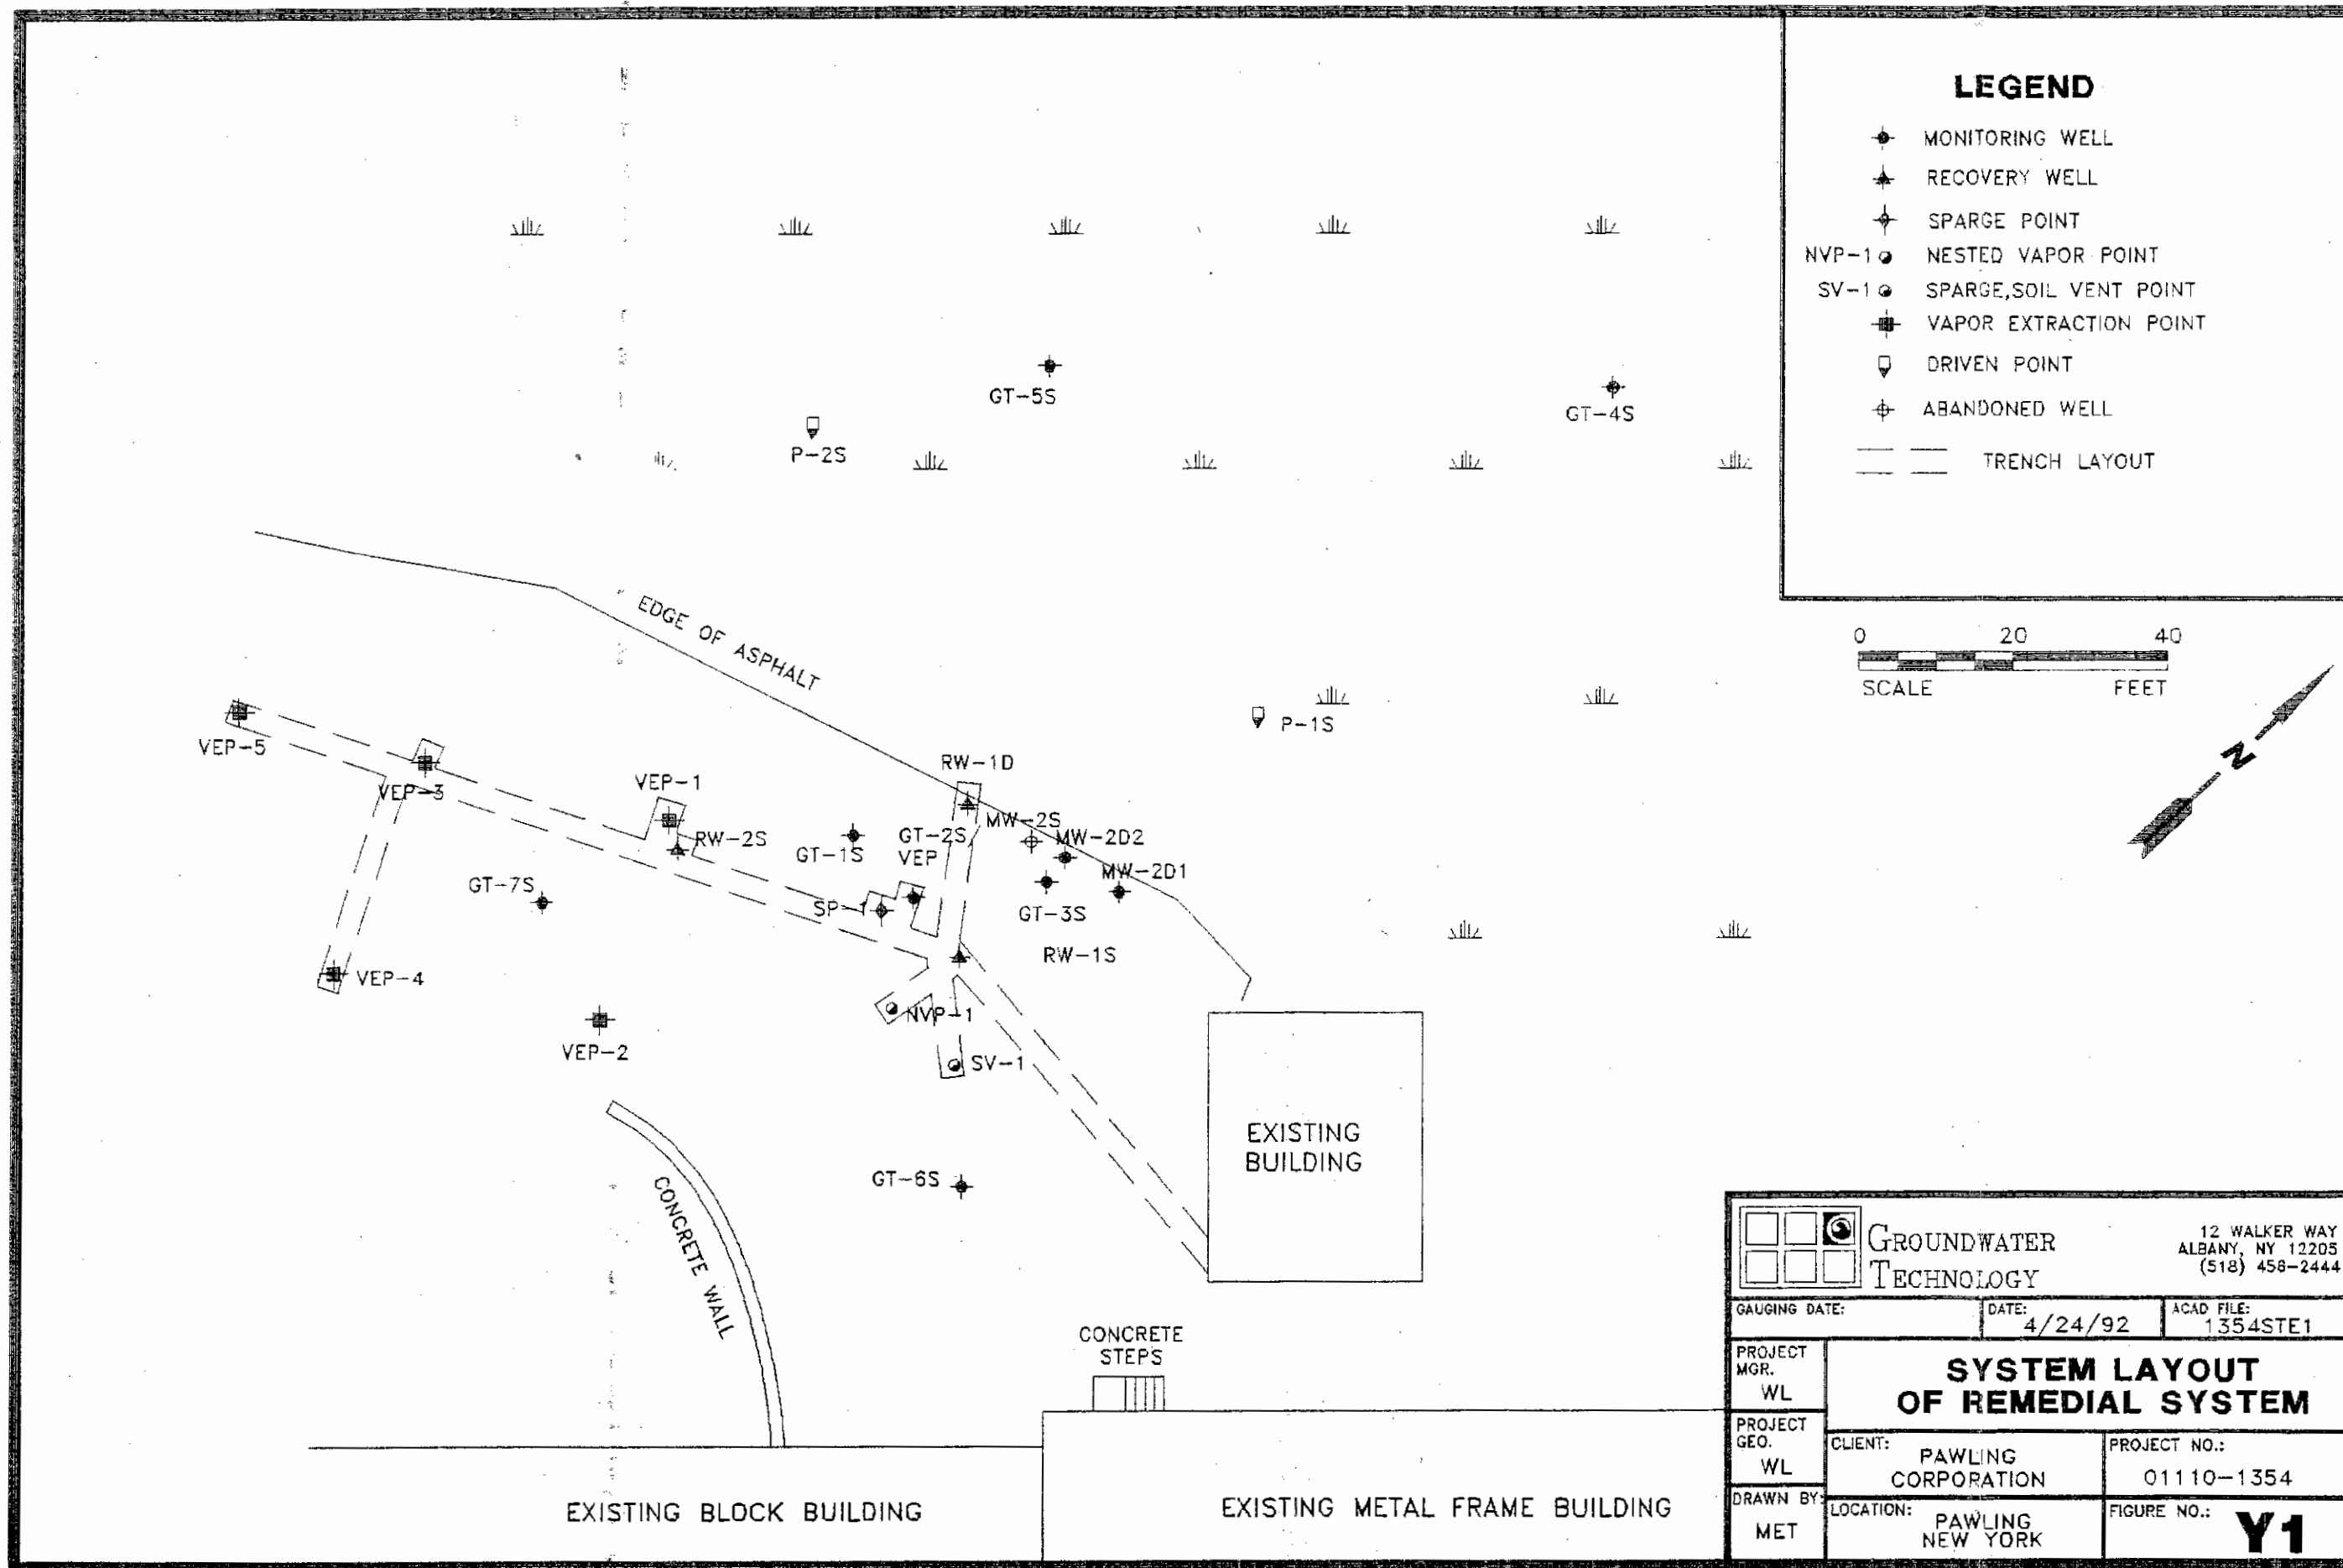 LEGEND
MONITORING WELL
RECOVERY WELL
SPARGE POINT
NVP-1 NESTED VAPOR POINT
SV-1 SPARGE,SOIL VENT POINT
VAPOR EXTRACTION POINT
DRIVEN POINT
ABANDONED WELL
TRENCH LAYOUT
0 20 40
SCALE FEET
N
GT-5S
GT-4S
P-2S
EDGE OF ASPHALT
P-1S
VEP-5
VEP-3
VEP-1
RW-1D
MW-2S
RW-2S
GT-1S
GT-2S
VEP
MW-2D2
MW-2D1
GT-7S
SP-1
GT-3S
RW-1S
VEP-4
NVP-1
VEP-2
SV-1
EXISTING
BUILDING
GT-6S
CONCRETE WALL
CONCRETE
STEPS
EXISTING BLOCK BUILDING
EXISTING METAL FRAME BUILDING
GROUNDWATER
TECHNOLOGY
12 WALKER WAY
ALBANY, NY 12205
(518) 456-2444
GAUGING DATE:
DATE:
4/24/92
ACAD FILE:
1354STE1
PROJECT
MGR.
WL
SYSTEM LAYOUT
OF REMEDIAL SYSTEM
PROJECT
GEO.
WL
CLIENT:
PAWLING
CORPORATION
PROJECT NO.:
01110-1354
DRAWN BY:
MET
LOCATION:
PAWLING
NEW YORK
FIGURE NO.:
Y1